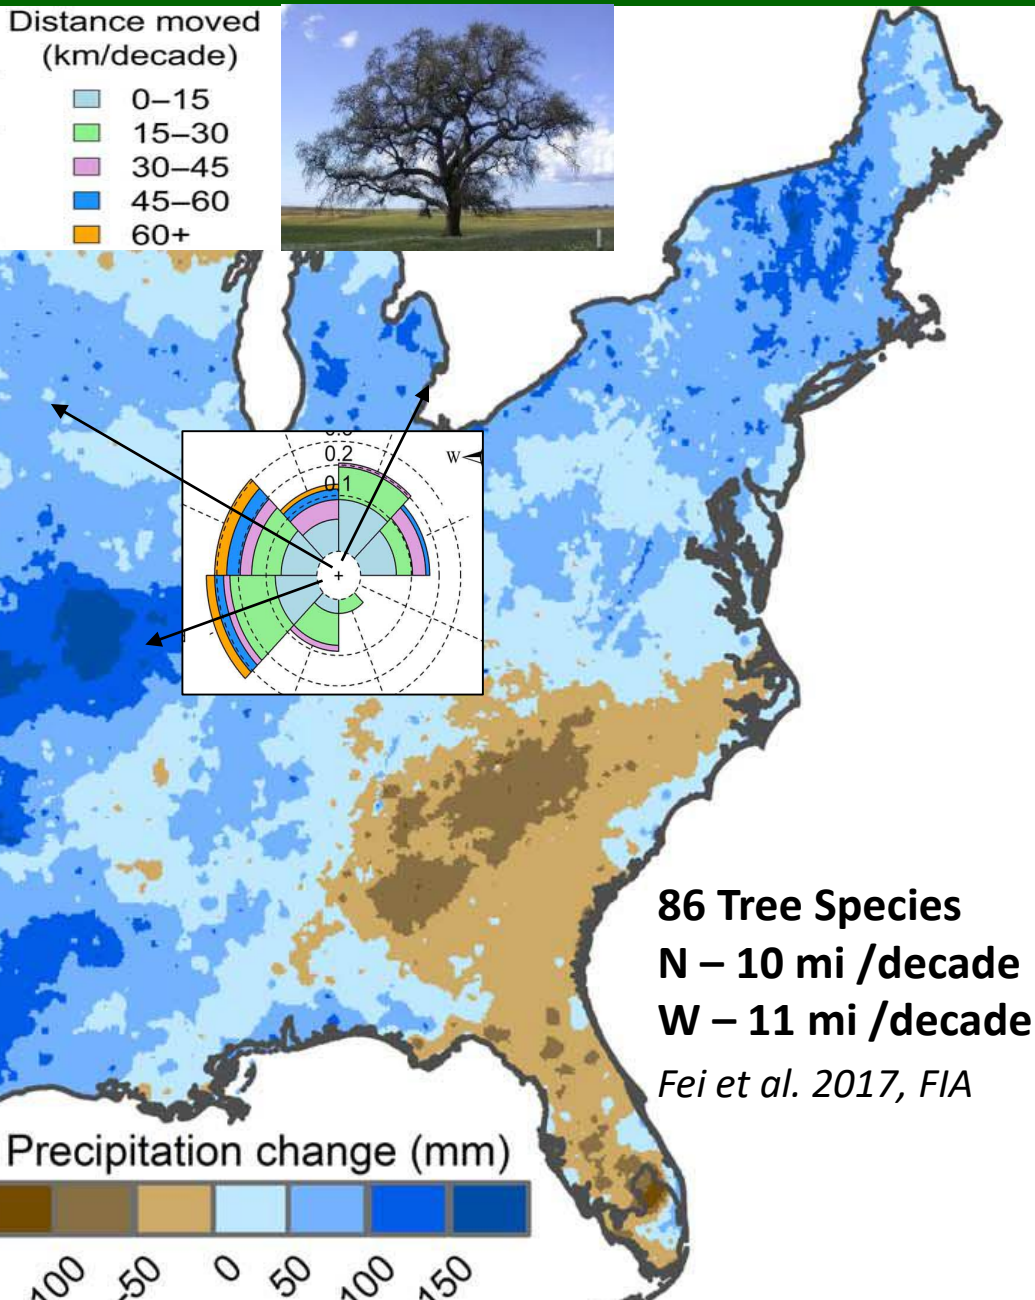 Distance moved
(km/decade)
0–15
15–30
30–45
45–60
60+
0.2
0.1
W
86 Tree Species
N – 10 mi /decade
W – 11 mi /decade
Fei et al. 2017, FIA
Precipitation change (mm)
100 -50 0 50 100 150